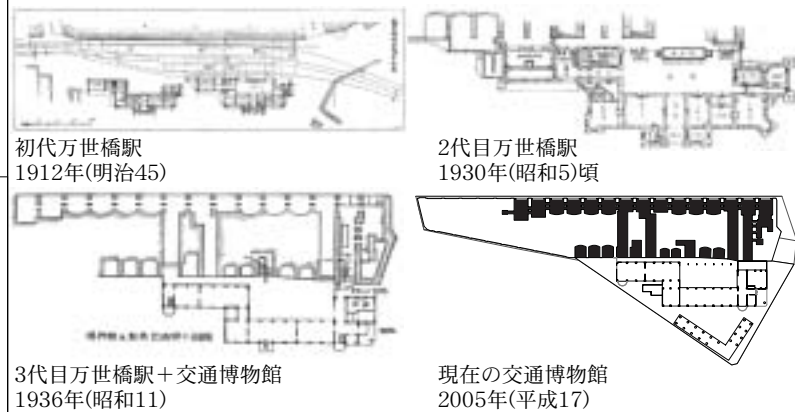 初代万世橋駅
1912年(明治45)
2代目万世橋駅
1930年(昭和5)頃
3代目万世橋駅＋交通博物館
1936年(昭和11)
現在の交通博物館
2005年(平成17)